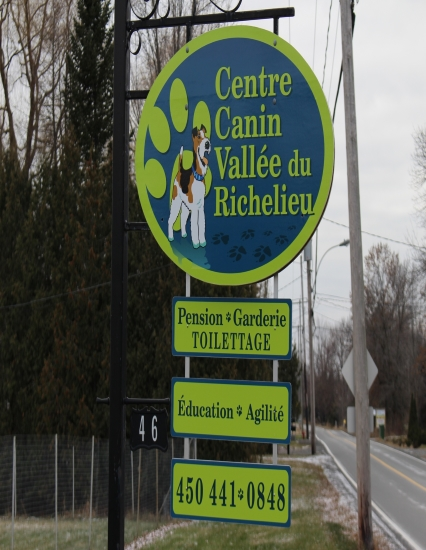 Centre
Canin
Vallée du
Richelieu
Pension Garderie
TOILETTAGE
Éducation Agilité
46
450 441 0848